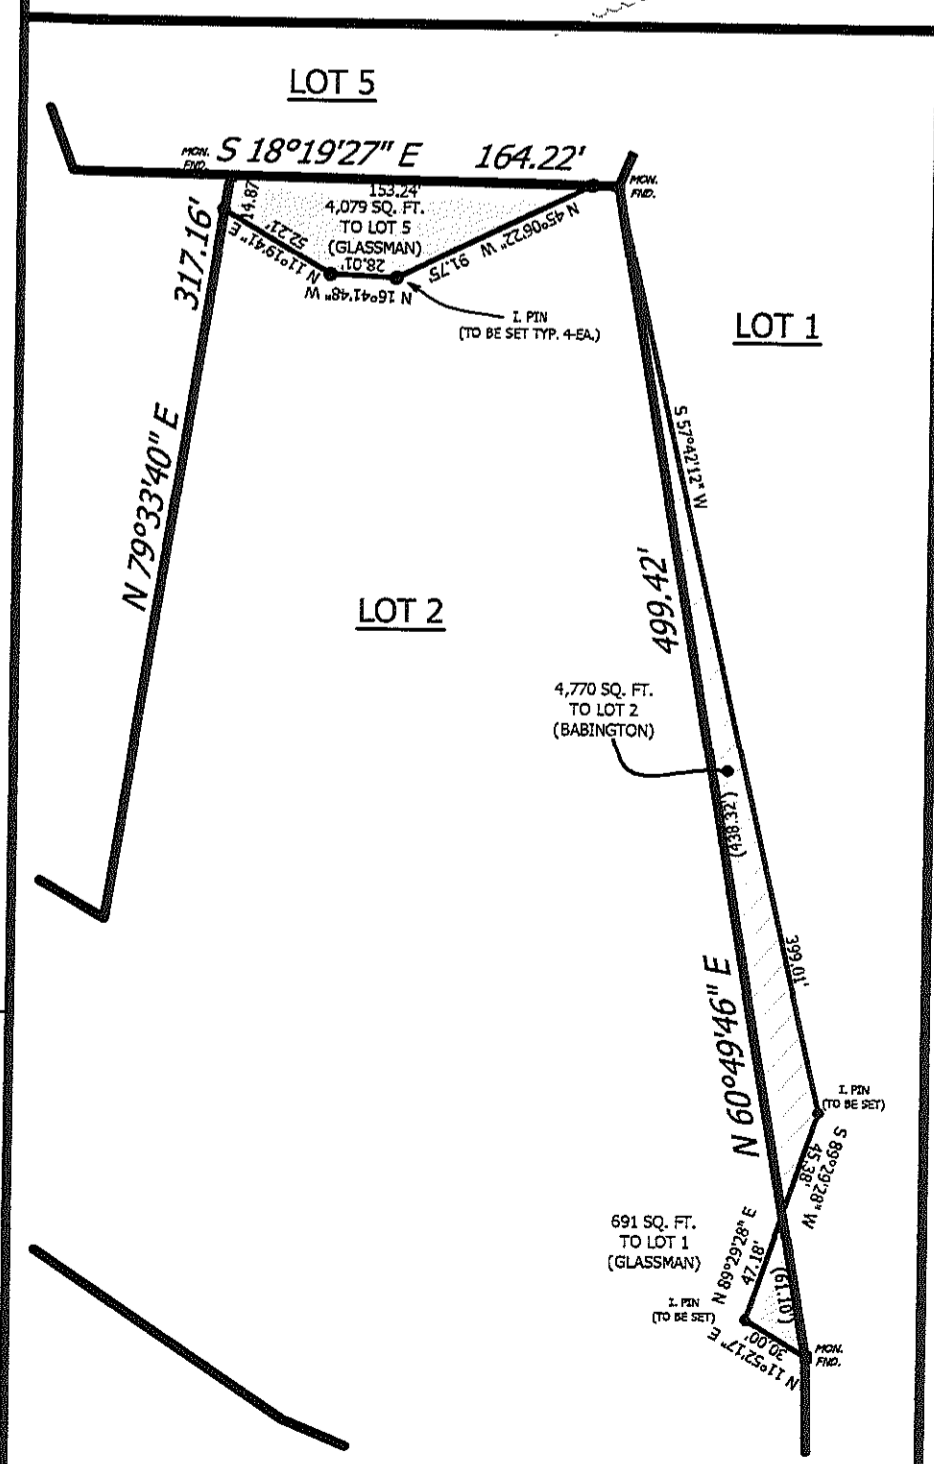 LOT 5
MON.
FND.
S 18°19'27" E
164.22'
MON.
FND.
153.24'
14.87'
4,079 SQ. FT.
TO LOT 5
(GLASSMAN)
52.21'
N 11°19'41" E
28.01'
N 16°41'48" W
N 45°06'22" W
91.75'
317.16'
N 79°33'40" E
I. PIN
(TO BE SET TYP. 4-EA.)
LOT 1
S 57°42'12" W
LOT 2
499.42'
4,770 SQ. FT.
TO LOT 2
(BABINGTON)
(438.32')
399.01'
N 60°49'46" E
I. PIN
(TO BE SET)
S 89°29'28" W
45.38'
691 SQ. FT.
TO LOT 1
(GLASSMAN)
N 89°29'28" E
47.18'
(61.10')
I. PIN
(TO BE SET)
30.00'
N 11°52'17" E
MON.
FND.